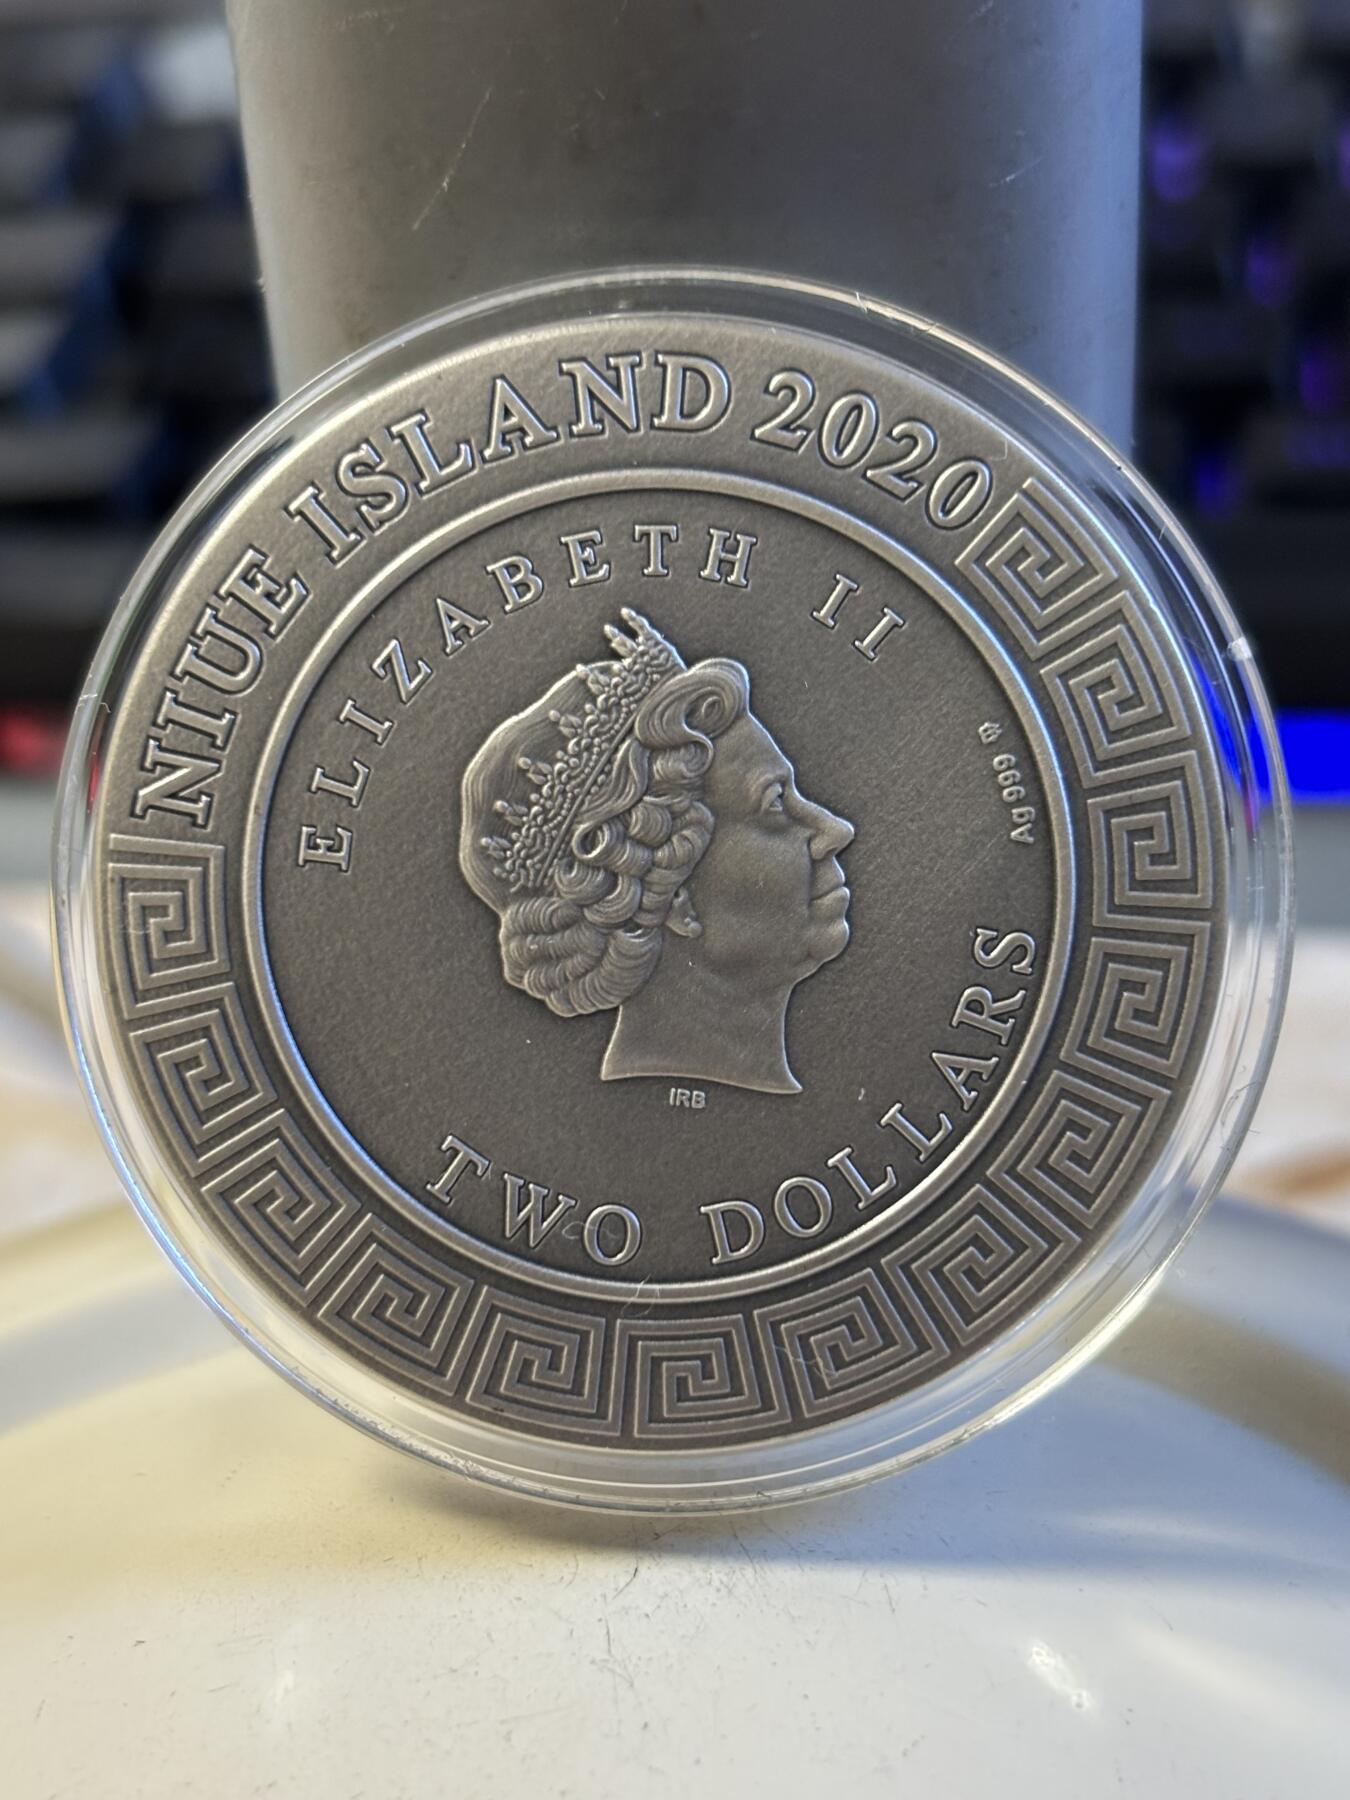 NIUE ISLAND 2020
ELIZABETH II
Ag 999
IRB
TWO DOLLARS